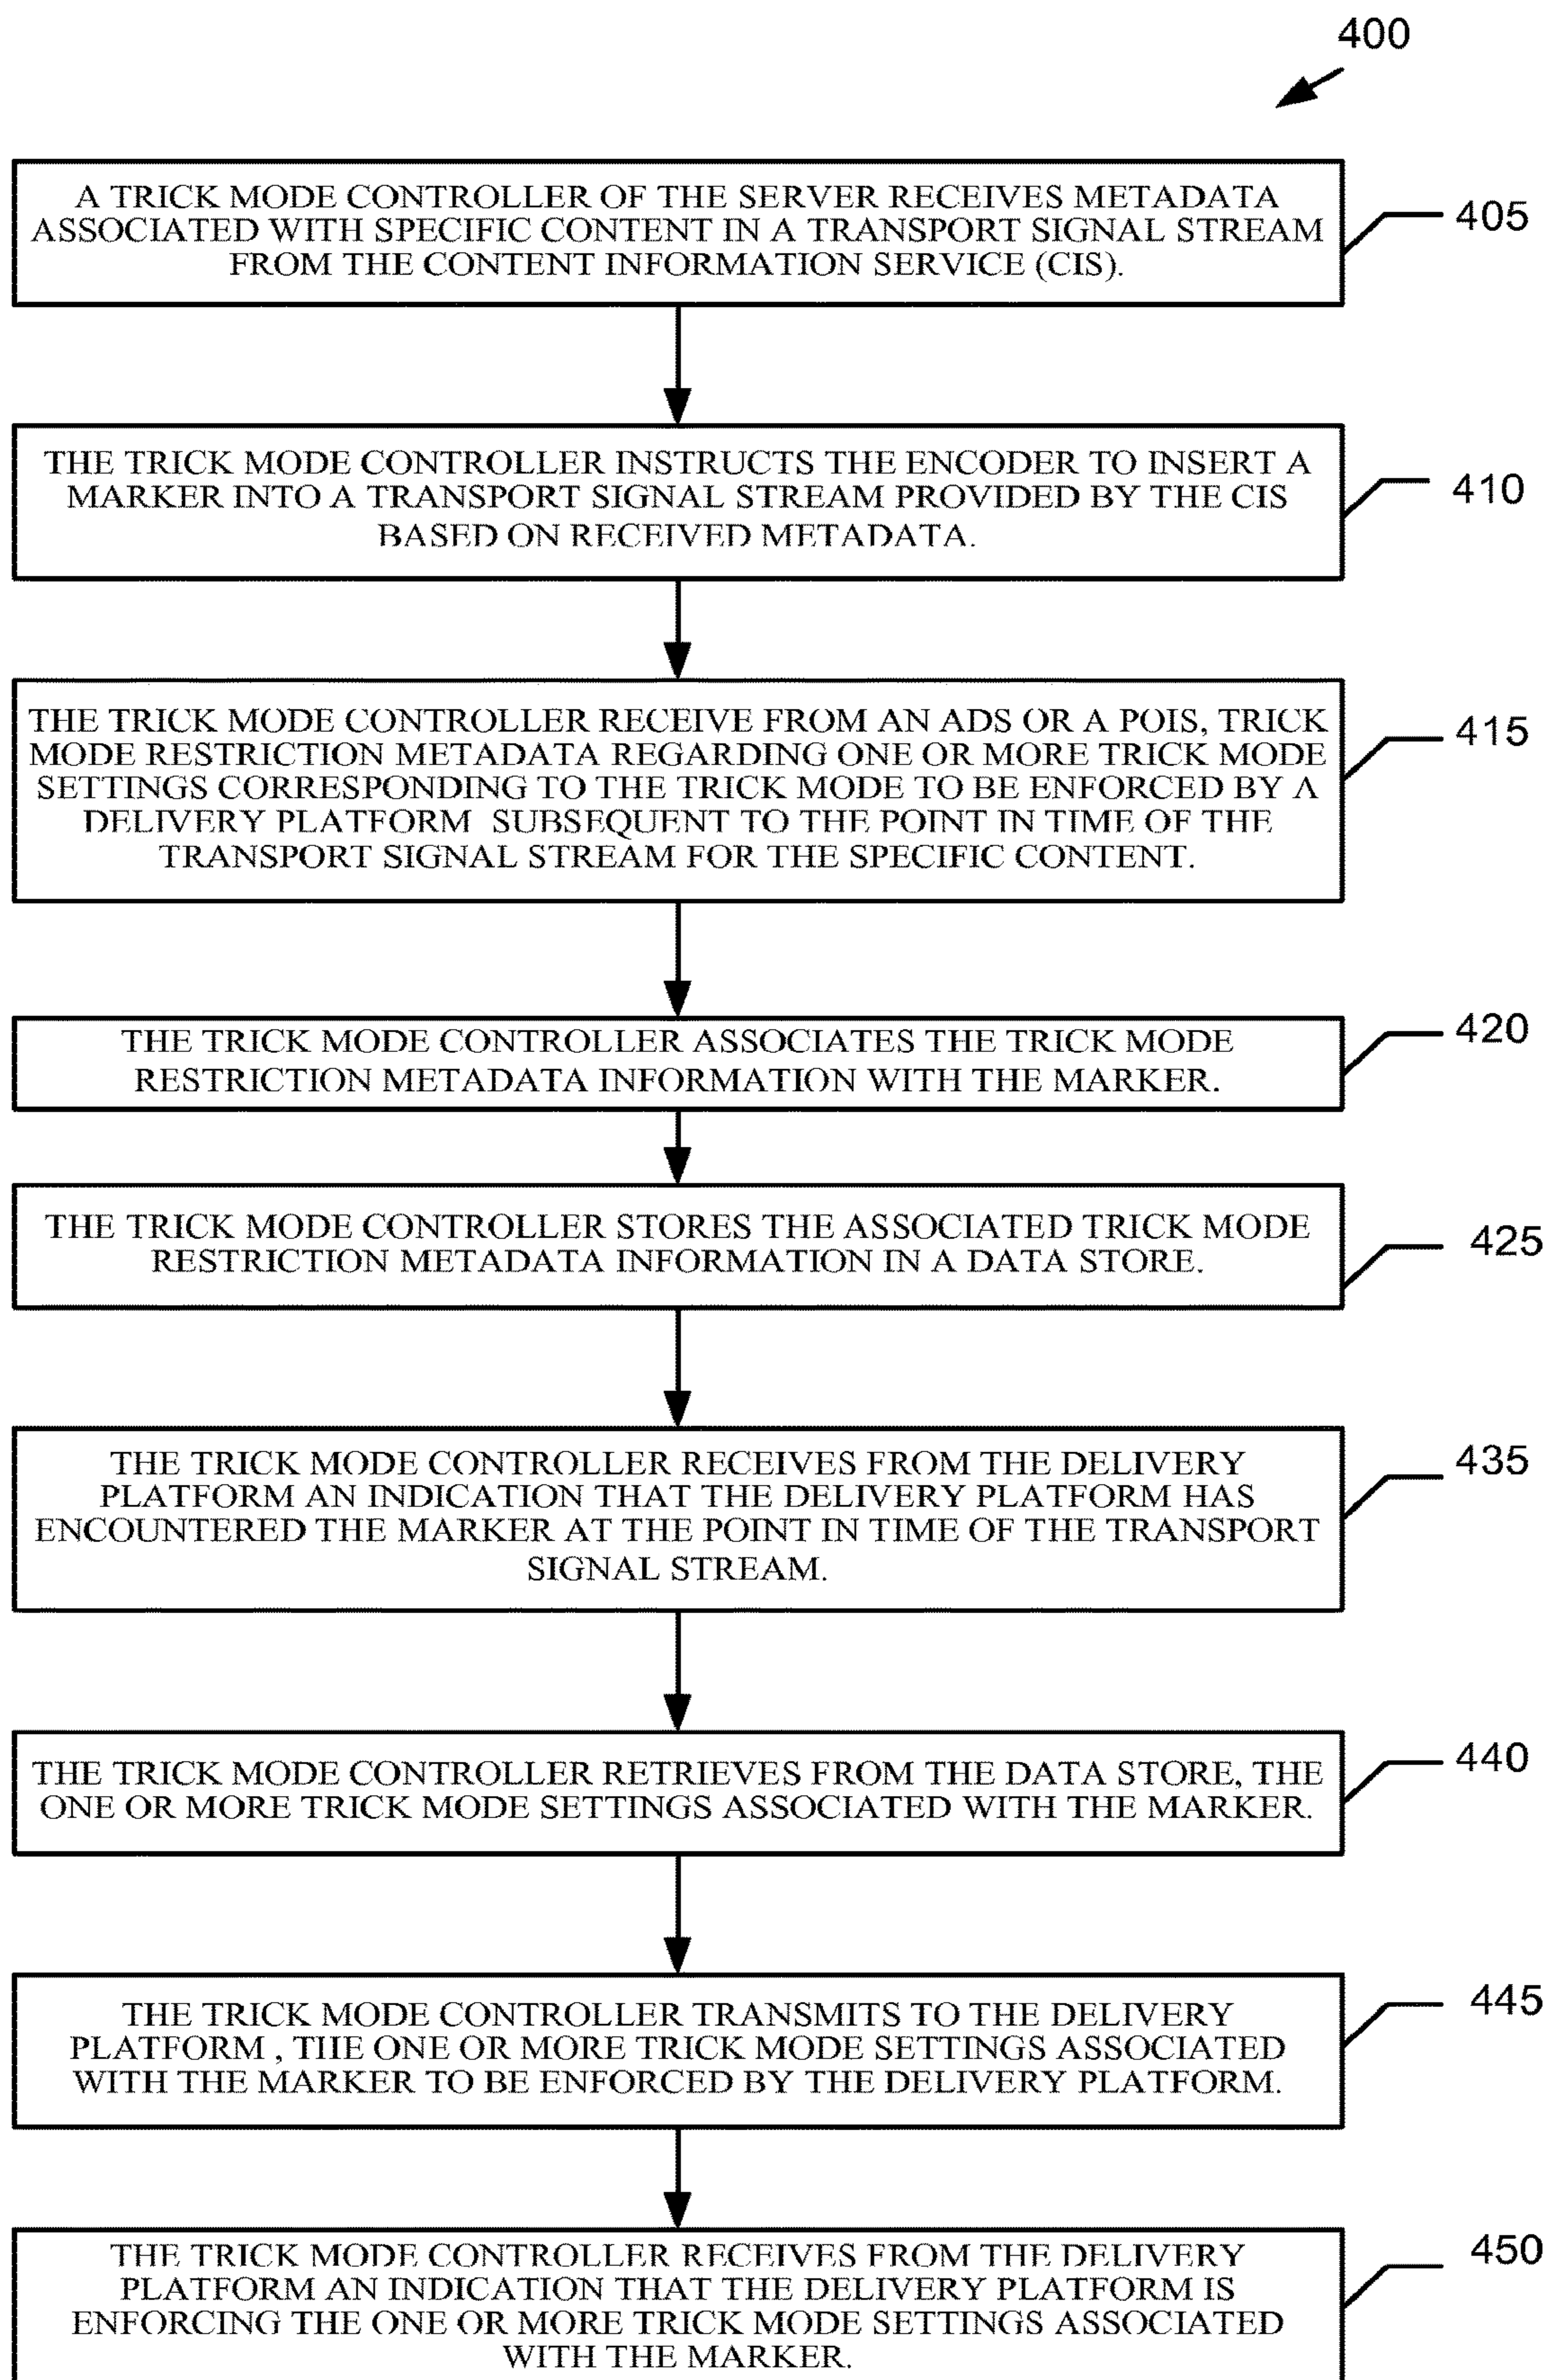 400
A TRICK MODE CONTROLLER OF THE SERVER RECEIVES METADATA
ASSOCIATED WITH SPECIFIC CONTENT IN A TRANSPORT SIGNAL STREAM
FROM THE CONTENT INFORMATION SERVICE (CIS).
405
THE TRICK MODE CONTROLLER INSTRUCTS THE ENCODER TO INSERT A
MARKER INTO A TRANSPORT SIGNAL STREAM PROVIDED BY THE CIS
BASED ON RECEIVED METADATA.
410
THE TRICK MODE CONTROLLER RECEIVE FROM AN ADS OR A POIS, TRICK
MODE RESTRICTION METADATA REGARDING ONE OR MORE TRICK MODE
SETTINGS CORRESPONDING TO THE TRICK MODE TO BE ENFORCED BY A
DELIVERY PLATFORM SUBSEQUENT TO THE POINT IN TIME OF THE
TRANSPORT SIGNAL STREAM FOR THE SPECIFIC CONTENT.
415
THE TRICK MODE CONTROLLER ASSOCIATES THE TRICK MODE
RESTRICTION METADATA INFORMATION WITH THE MARKER.
420
THE TRICK MODE CONTROLLER STORES THE ASSOCIATED TRICK MODE
RESTRICTION METADATA INFORMATION IN A DATA STORE.
425
THE TRICK MODE CONTROLLER RECEIVES FROM THE DELIVERY
PLATFORM AN INDICATION THAT THE DELIVERY PLATFORM HAS
ENCOUNTERED THE MARKER AT THE POINT IN TIME OF THE TRANSPORT
SIGNAL STREAM.
435
THE TRICK MODE CONTROLLER RETRIEVES FROM THE DATA STORE, THE
ONE OR MORE TRICK MODE SETTINGS ASSOCIATED WITH THE MARKER.
440
THE TRICK MODE CONTROLLER TRANSMITS TO THE DELIVERY
PLATFORM , THE ONE OR MORE TRICK MODE SETTINGS ASSOCIATED
WITH THE MARKER TO BE ENFORCED BY THE DELIVERY PLATFORM.
445
THE TRICK MODE CONTROLLER RECEIVES FROM THE DELIVERY
PLATFORM AN INDICATION THAT THE DELIVERY PLATFORM IS
ENFORCING THE ONE OR MORE TRICK MODE SETTINGS ASSOCIATED
WITH THE MARKER.
450